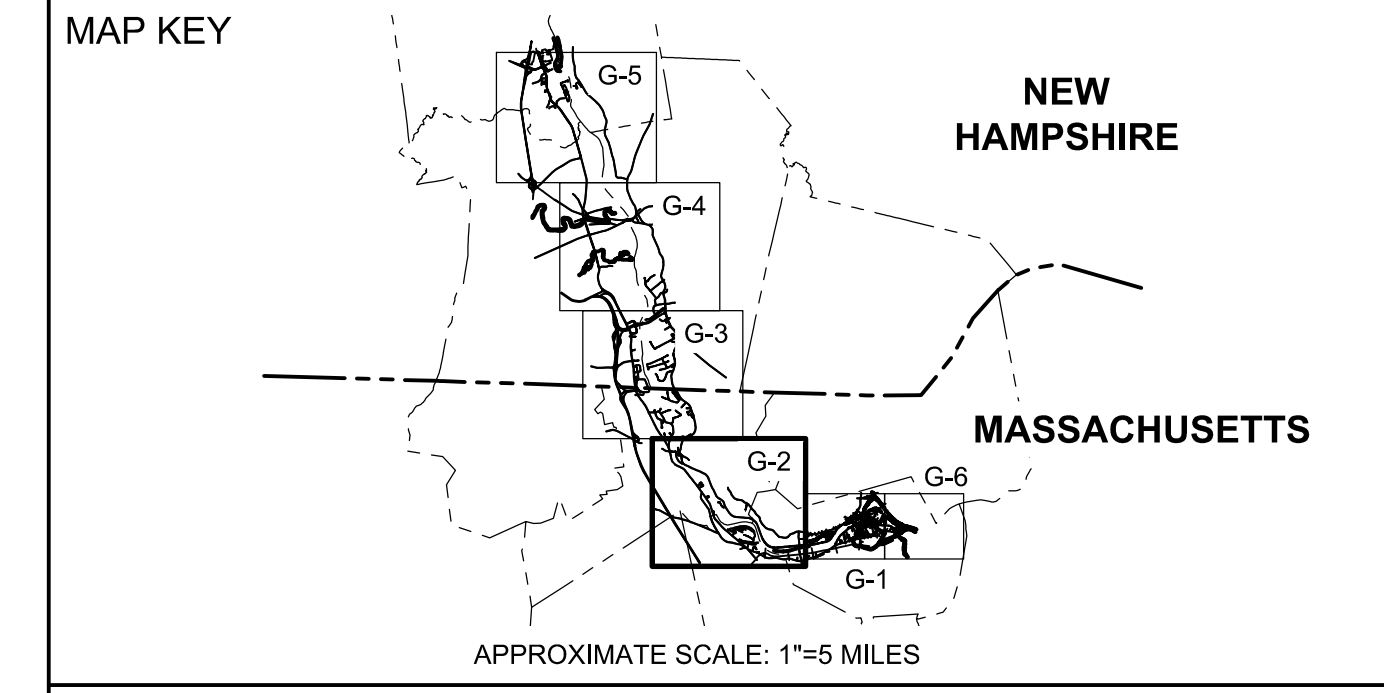 MAP KEY
G-5
NEW
HAMPSHIRE
G-4
G-3
MASSACHUSETTS
G-2
G-6
G-1
APPROXIMATE SCALE: 1"=5 MILES